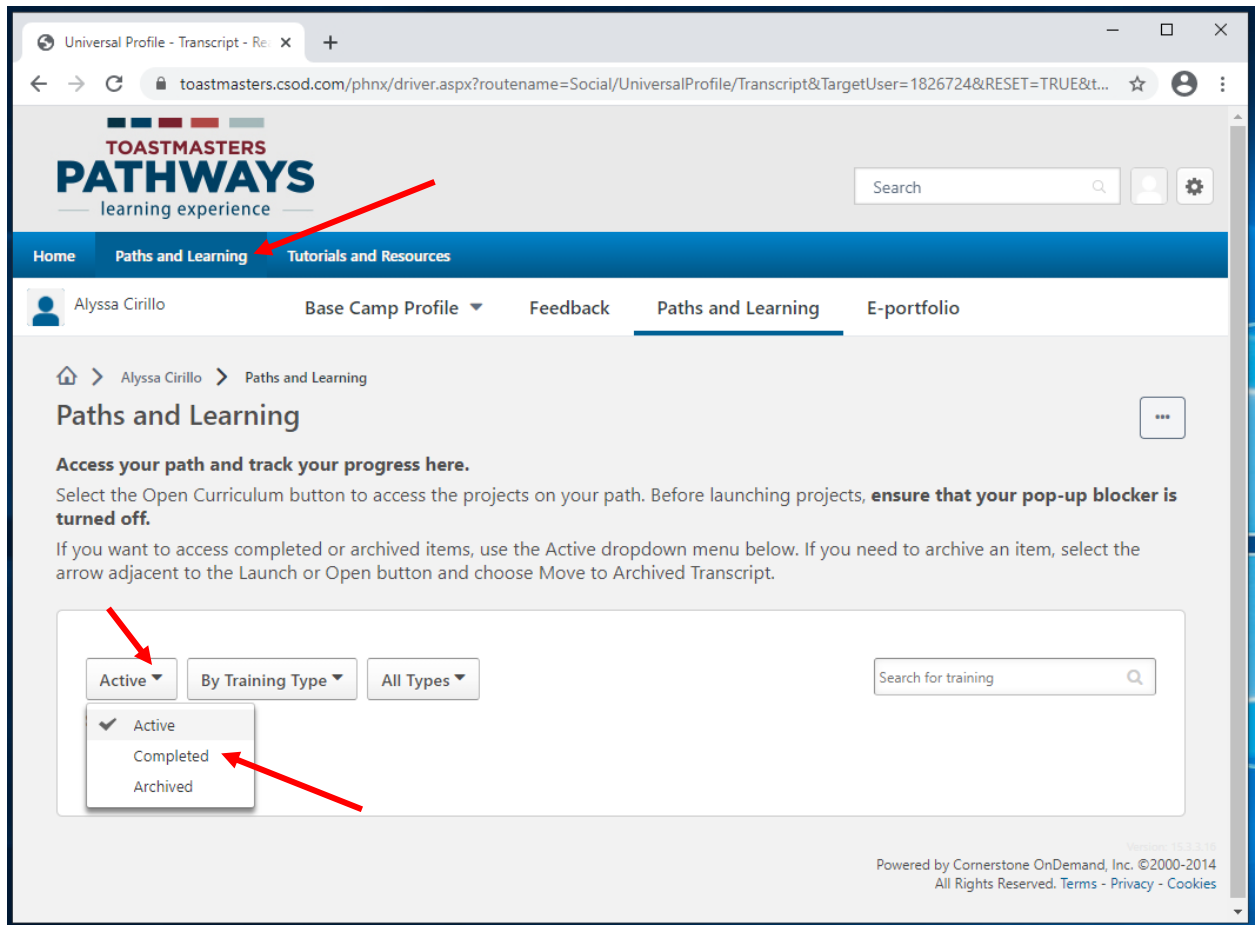 Universal Profile - Transcript - Re
toastmasters.csod.com/phnx/driver.aspx?routename=Social/UniversalProfile/Transcript&TargetUser=1826724&RESET=TRUE&t...
TOASTMASTERS
PATHWAYS
learning experience
Search
Home Paths and Learning Tutorials and Resources
Alyssa Cirillo Base Camp Profile Feedback Paths and Learning E-portfolio
Alyssa Cirillo Paths and Learning
Paths and Learning
Access your path and track your progress here.
Select the Open Curriculum button to access the projects on your path. Before launching projects, ensure that your pop-up blocker is
turned off.
If you want to access completed or archived items, use the Active dropdown menu below. If you need to archive an item, select the
arrow adjacent to the Launch or Open button and choose Move to Archived Transcript.
Active By Training Type All Types Search for training
Active
Completed
Archived
Version: 15.3.3.16
Powered by Cornerstone OnDemand, Inc. ©2000-2014
All Rights Reserved. Terms - Privacy - Cookies